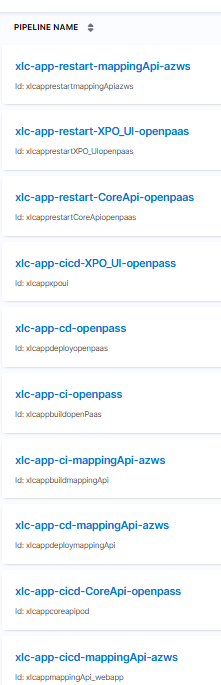 PIPELINE NAME
xlc-app-restart-mappingApi-azws
Id: xlcapprestartmappingApiazws
xlc-app-restart-XPO_UI-openpaas
Id: xlcapprestartXPO_UIopenpaas
xlc-app-restart-CoreApi-openpaas
Id: xlcapprestartCoreApiopenpaas
xlc-app-cicd-XPO_UI-openpass
Id: xlcappxpoui
xlc-app-cd-openpass
Id: xlcappdeployopenpaas
xlc-app-ci-openpass
Id: xlcappbuildopenPaas
xlc-app-ci-mappingApi-azws
Id: xlcappbuildmappingApi
xlc-app-cd-mappingApi-azws
Id: xlcappdeploymappingApi
xlc-app-cicd-CoreApi-openpass
Id: xlcappcoreapipod
xlc-app-cicd-mappingApi-azws
Id: xlcappmappingApi_webapp